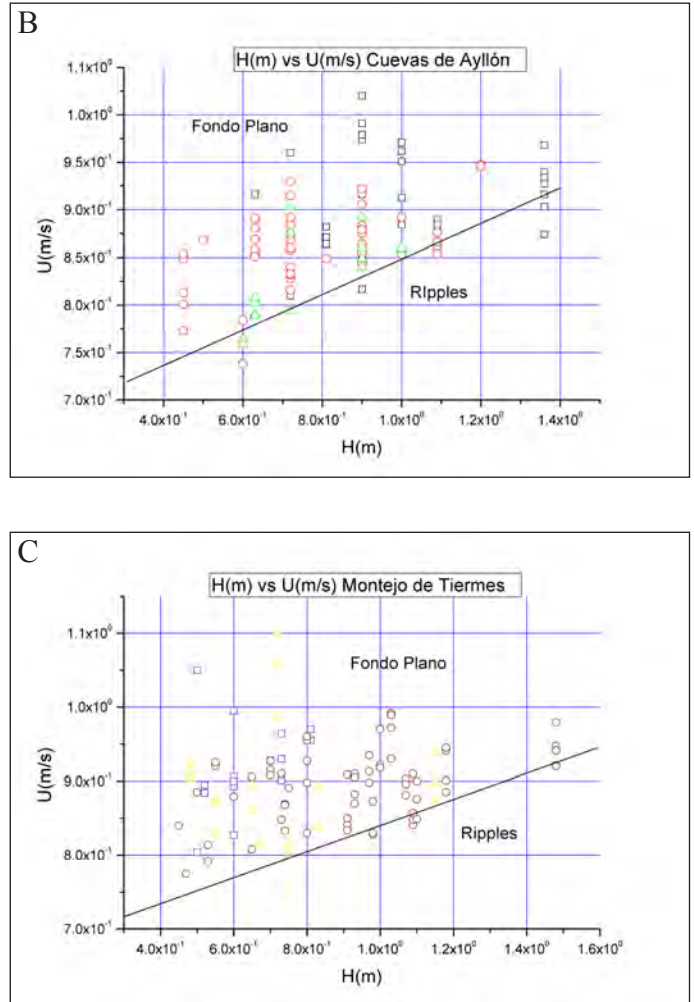 B
H(m) vs U(m/s) Cuevas de Ayllón
1.1x10⁰
1.0x10⁰
9.5x10⁻¹
9.0x10⁻¹
8.5x10⁻¹
8.0x10⁻¹
7.5x10⁻¹
7.0x10⁻¹
U(m/s)
Fondo Plano
RIpples
4.0x10⁻¹ 6.0x10⁻¹ 8.0x10⁻¹ 1.0x10⁰ 1.2x10⁰ 1.4x10⁰
H(m)
C
H(m) vs U(m/s) Montejo de Tiermes
1.1x10⁰
1.0x10⁰
9.0x10⁻¹
8.0x10⁻¹
7.0x10⁻¹
U(m/s)
Fondo Plano
Ripples
4.0x10⁻¹ 6.0x10⁻¹ 8.0x10⁻¹ 1.0x10⁰ 1.2x10⁰ 1.4x10⁰ 1.6x10⁰
H(m)